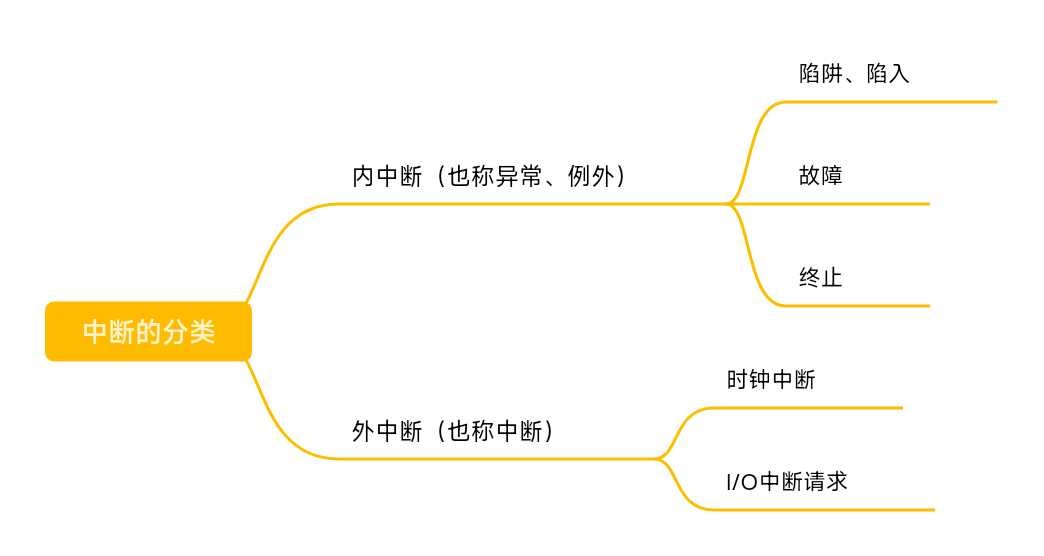 陷阱、陷入
内中断（也称异常、例外）
故障
终止
中断的分类
时钟中断
外中断（也称中断）
I/O中断请求